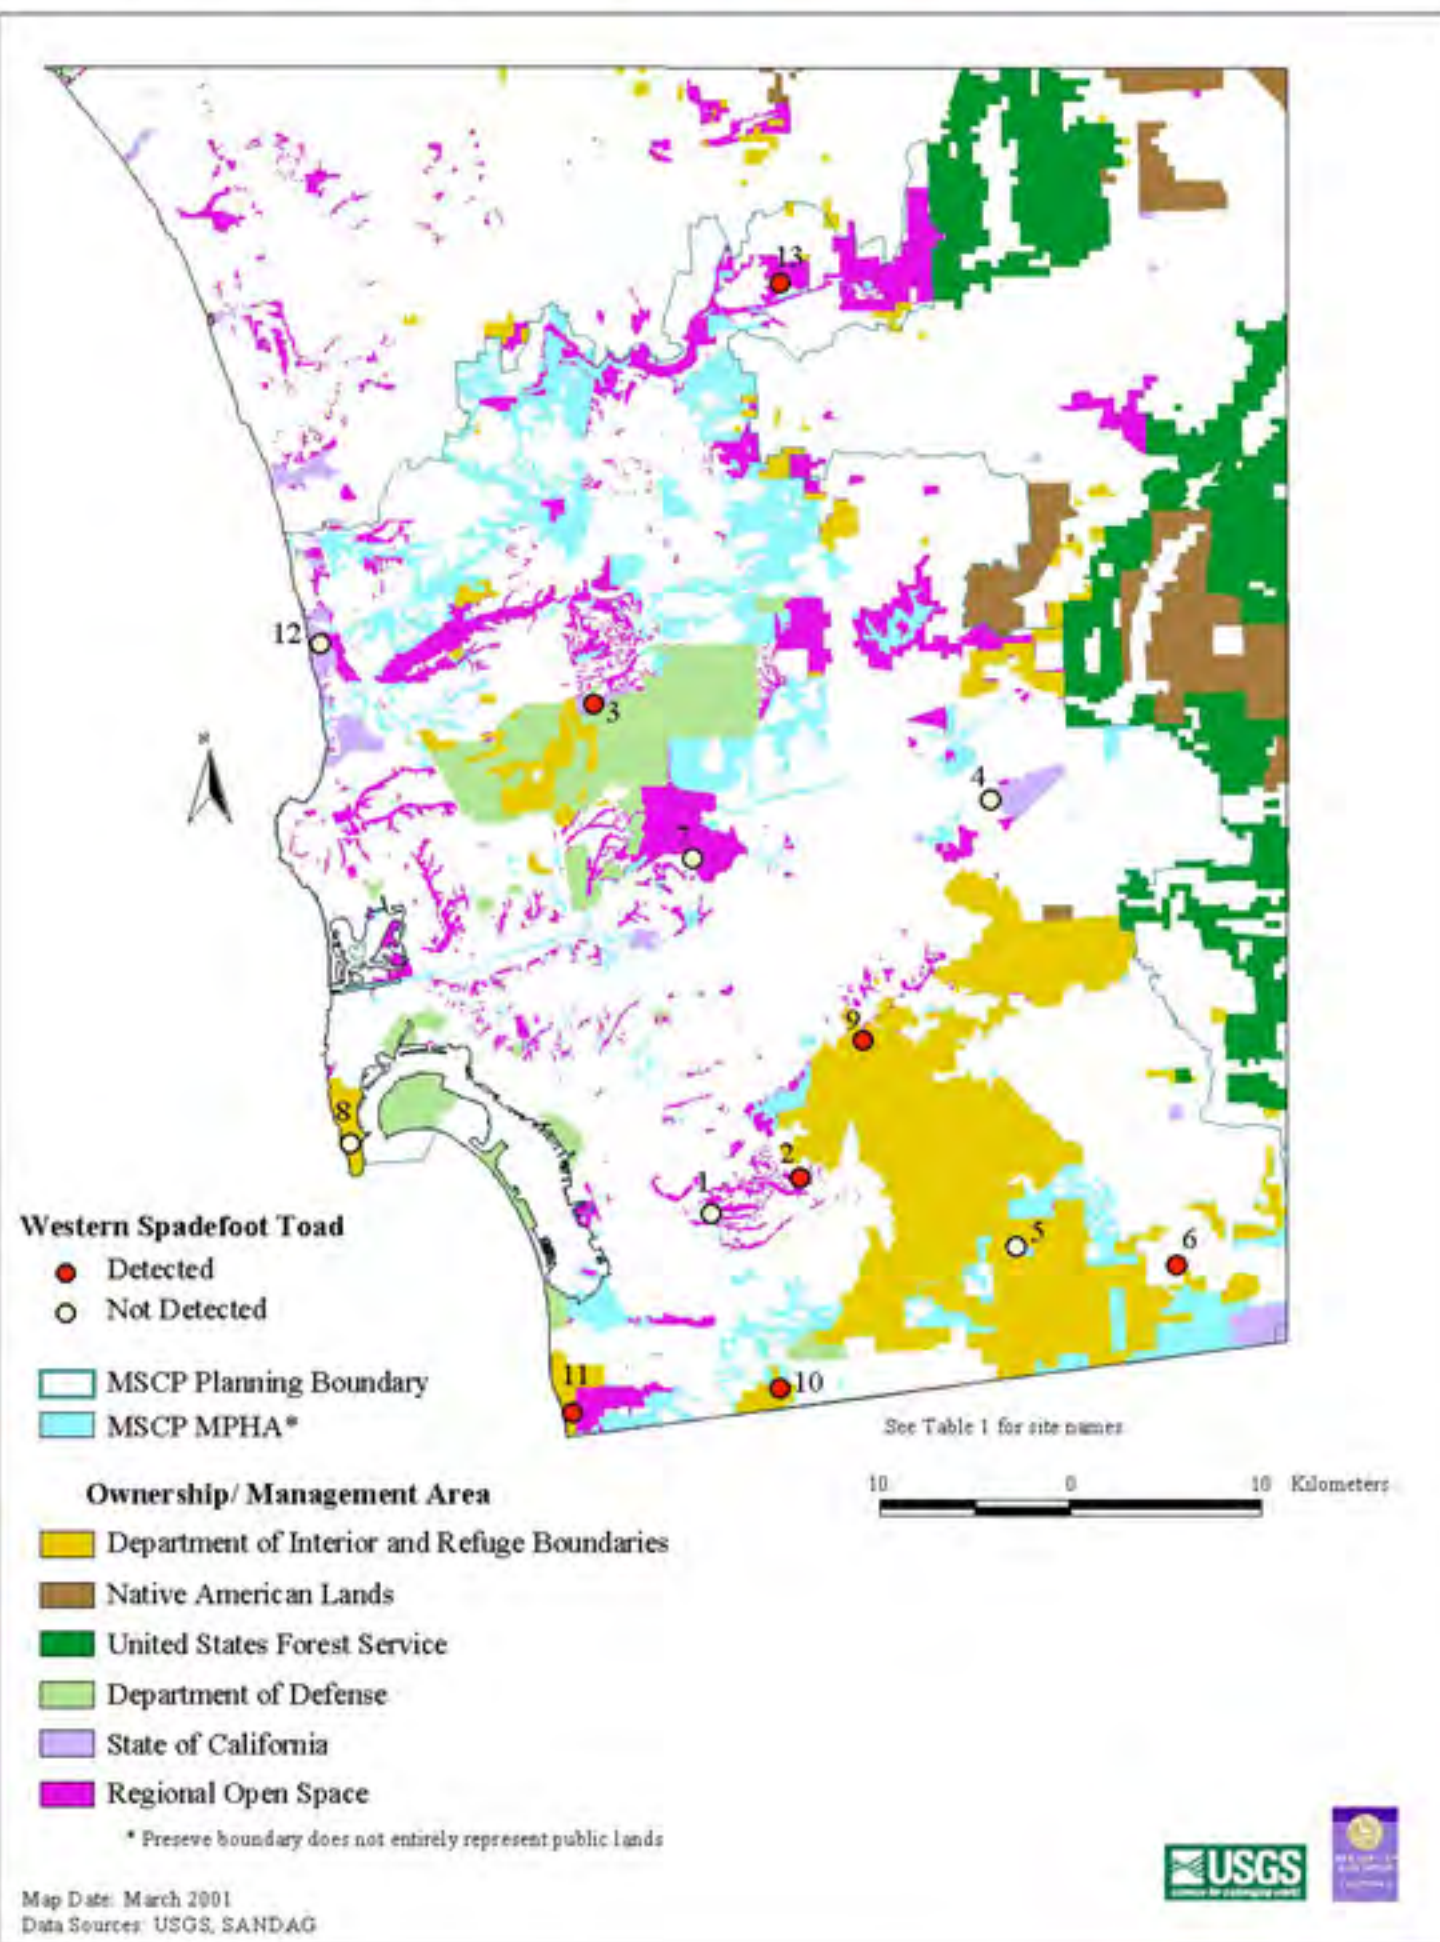 13
12
3
4
7
9
8
2
1
5
6
11
10
N
Western Spadefoot Toad
Detected
Not Detected
MSCP Planning Boundary
MSCP MPHA*
See Table 1 for site names
10 0 10 Kilometers
Ownership/ Management Area
Department of Interior and Refuge Boundaries
Native American Lands
United States Forest Service
Department of Defense
State of California
Regional Open Space
* Preseve boundary does not entirely represent public lands
USGS
science for a changing world
Map Date: March 2001
Data Sources: USGS, SANDAG